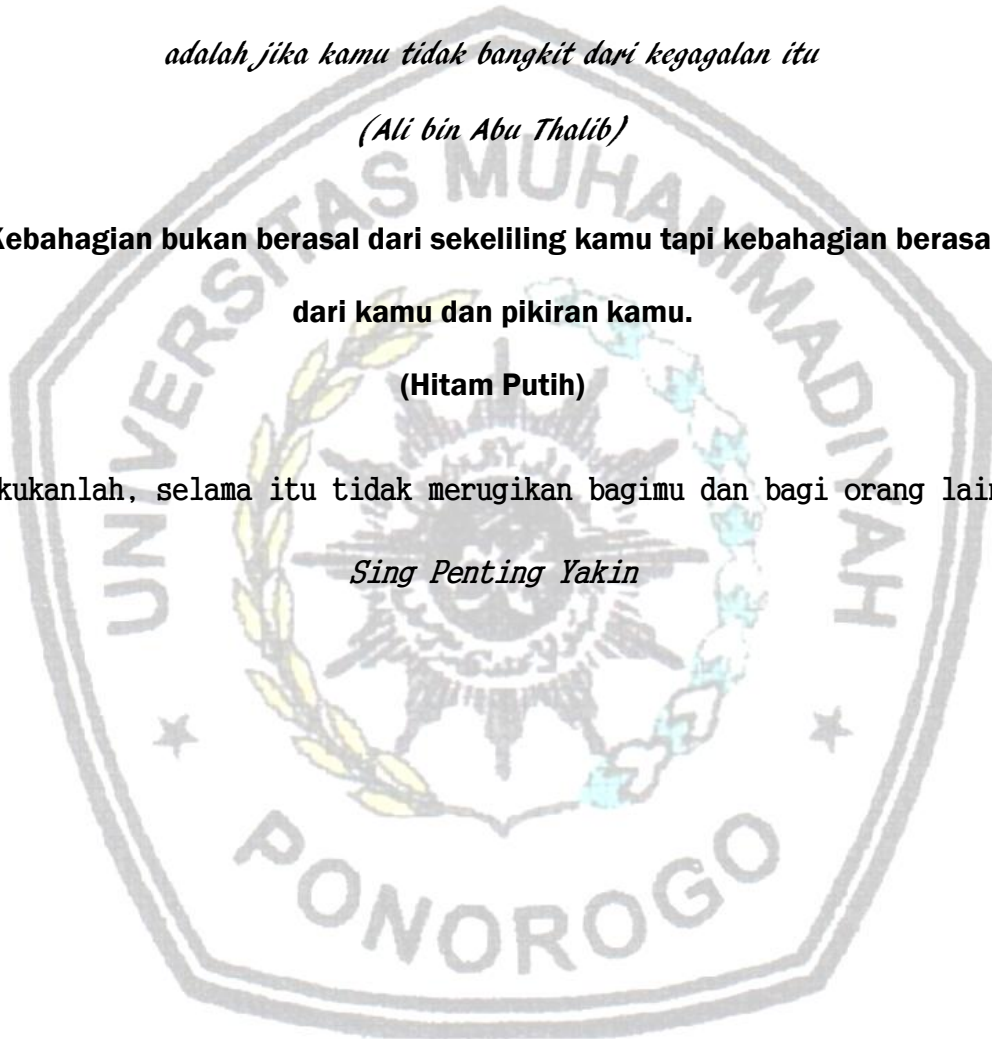 adalah jika kamu tidak bangkit dari kegagalan itu
(Ali bin Abu Thalib)
Kebahagian bukan berasal dari sekeliling kamu tapi kebahagian berasa
dari kamu dan pikiran kamu.
(Hitam Putih)
kukanlah, selama itu tidak merugikan bagimu dan bagi orang lain
Sing Penting Yakin
UNIVERSITAS MUHAMMADIYAH
PONOROGO